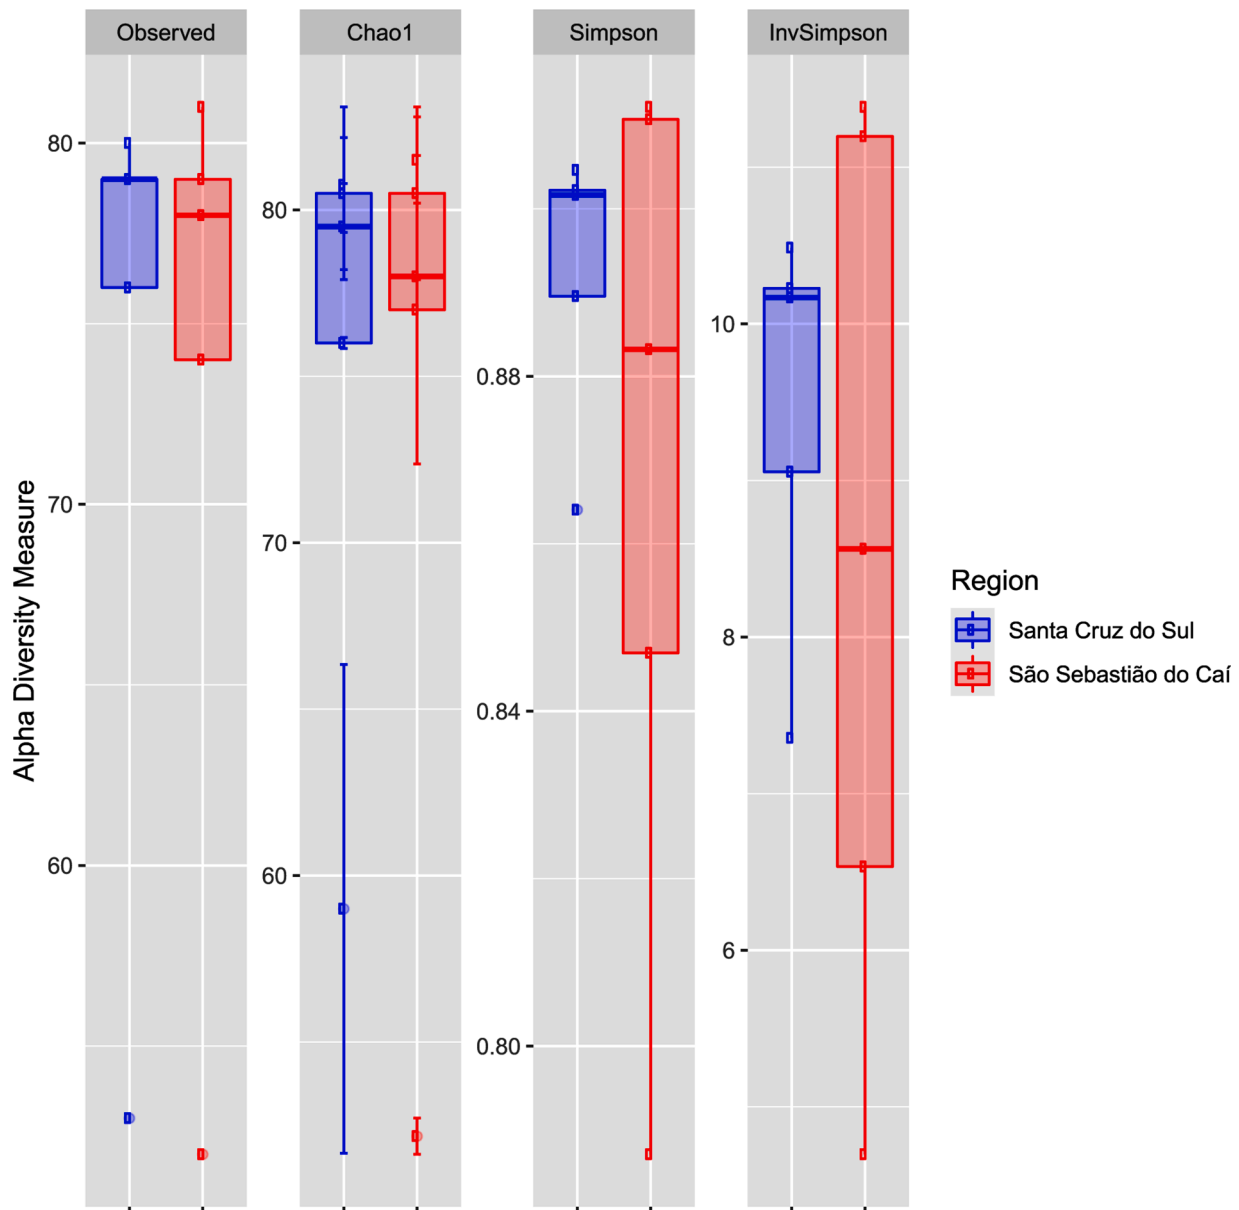 Observed
Chao1
Simpson
InvSimpson
Alpha Diversity Measure
80
70
60
80
70
60
0.88
0.84
0.80
10
8
6
Region
Santa Cruz do Sul
São Sebastião do Caí